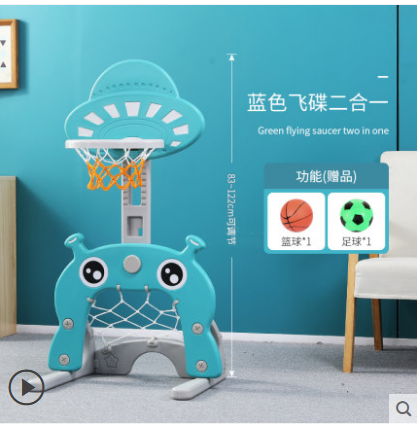 蓝色飞碟二合一
Green flying saucer two in one
功能(赠品)
篮球*1
足球*1
83~122cm可调节